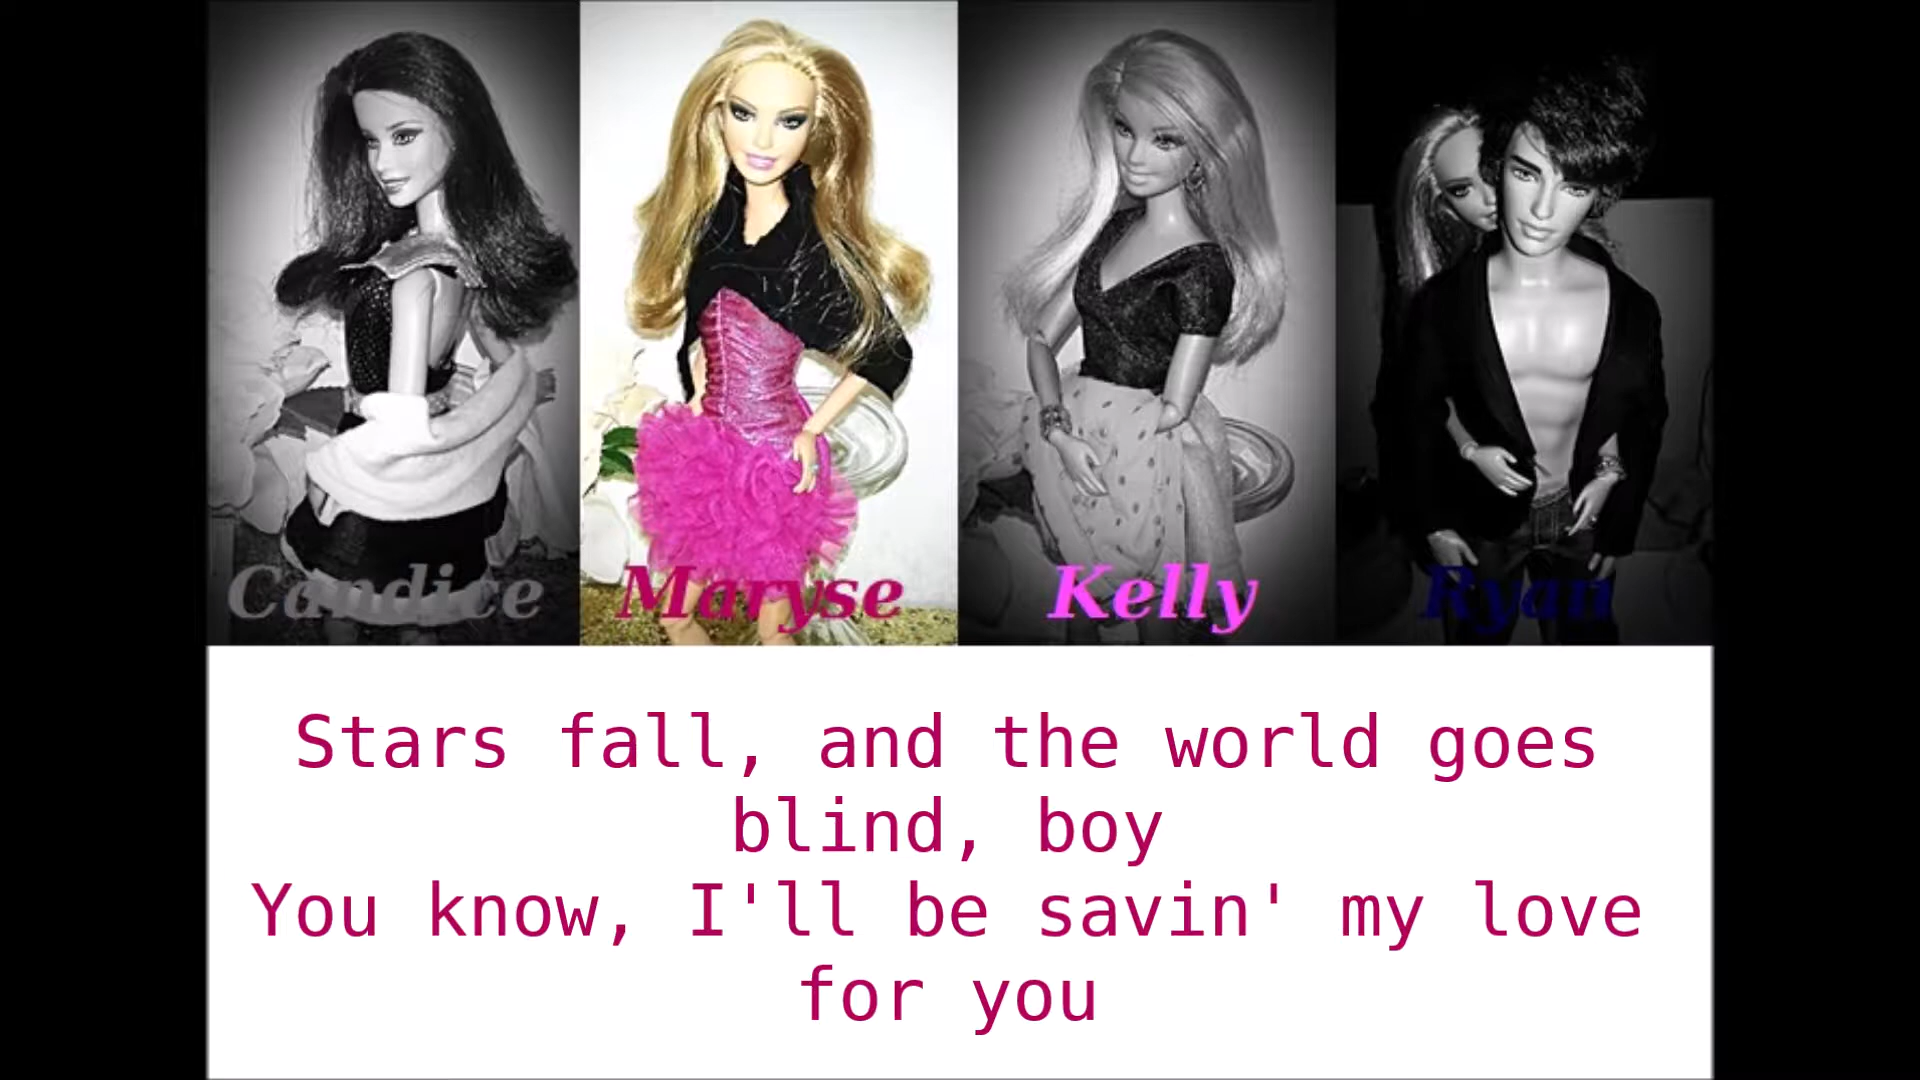 Candice Maryse Kelly Ryan
Stars fall, and the world goes
blind, boy
You know, I'll be savin' my love
for you